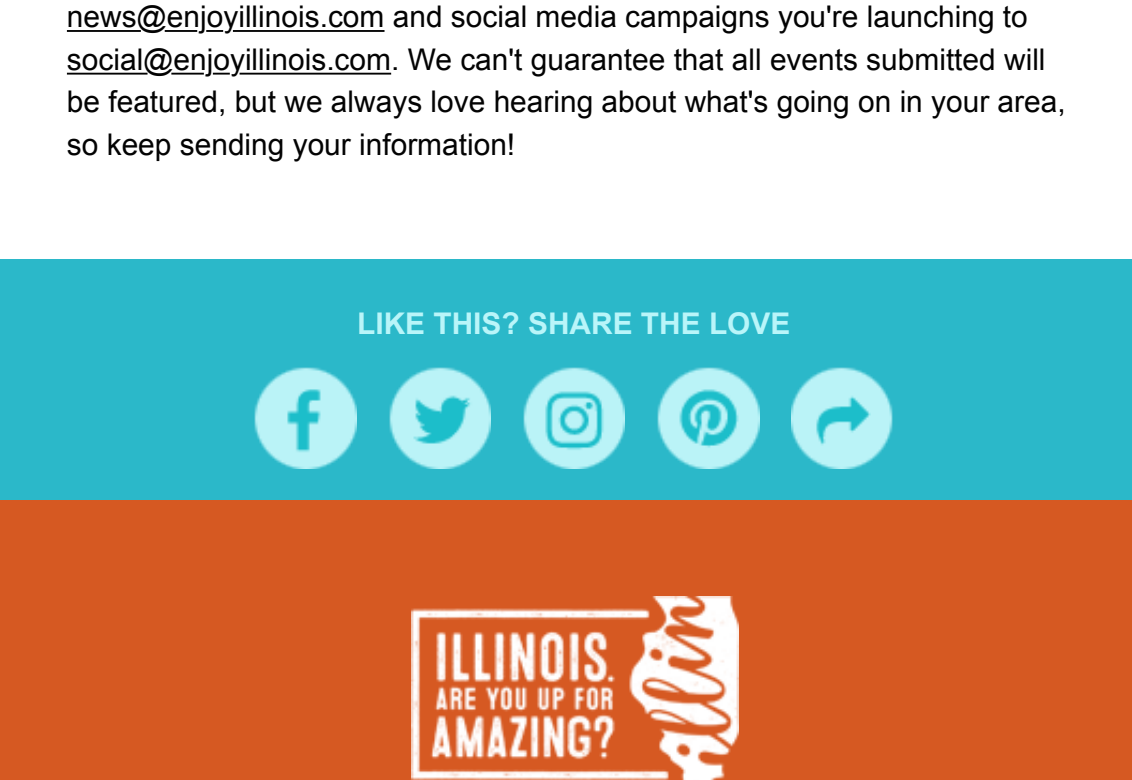 news@enjoyillinois.com and social media campaigns you're launching to
social@enjoyillinois.com. We can't guarantee that all events submitted will
be featured, but we always love hearing about what's going on in your area,
so keep sending your information!
LIKE THIS? SHARE THE LOVE
ILLINOIS.
ARE YOU UP FOR
AMAZING?